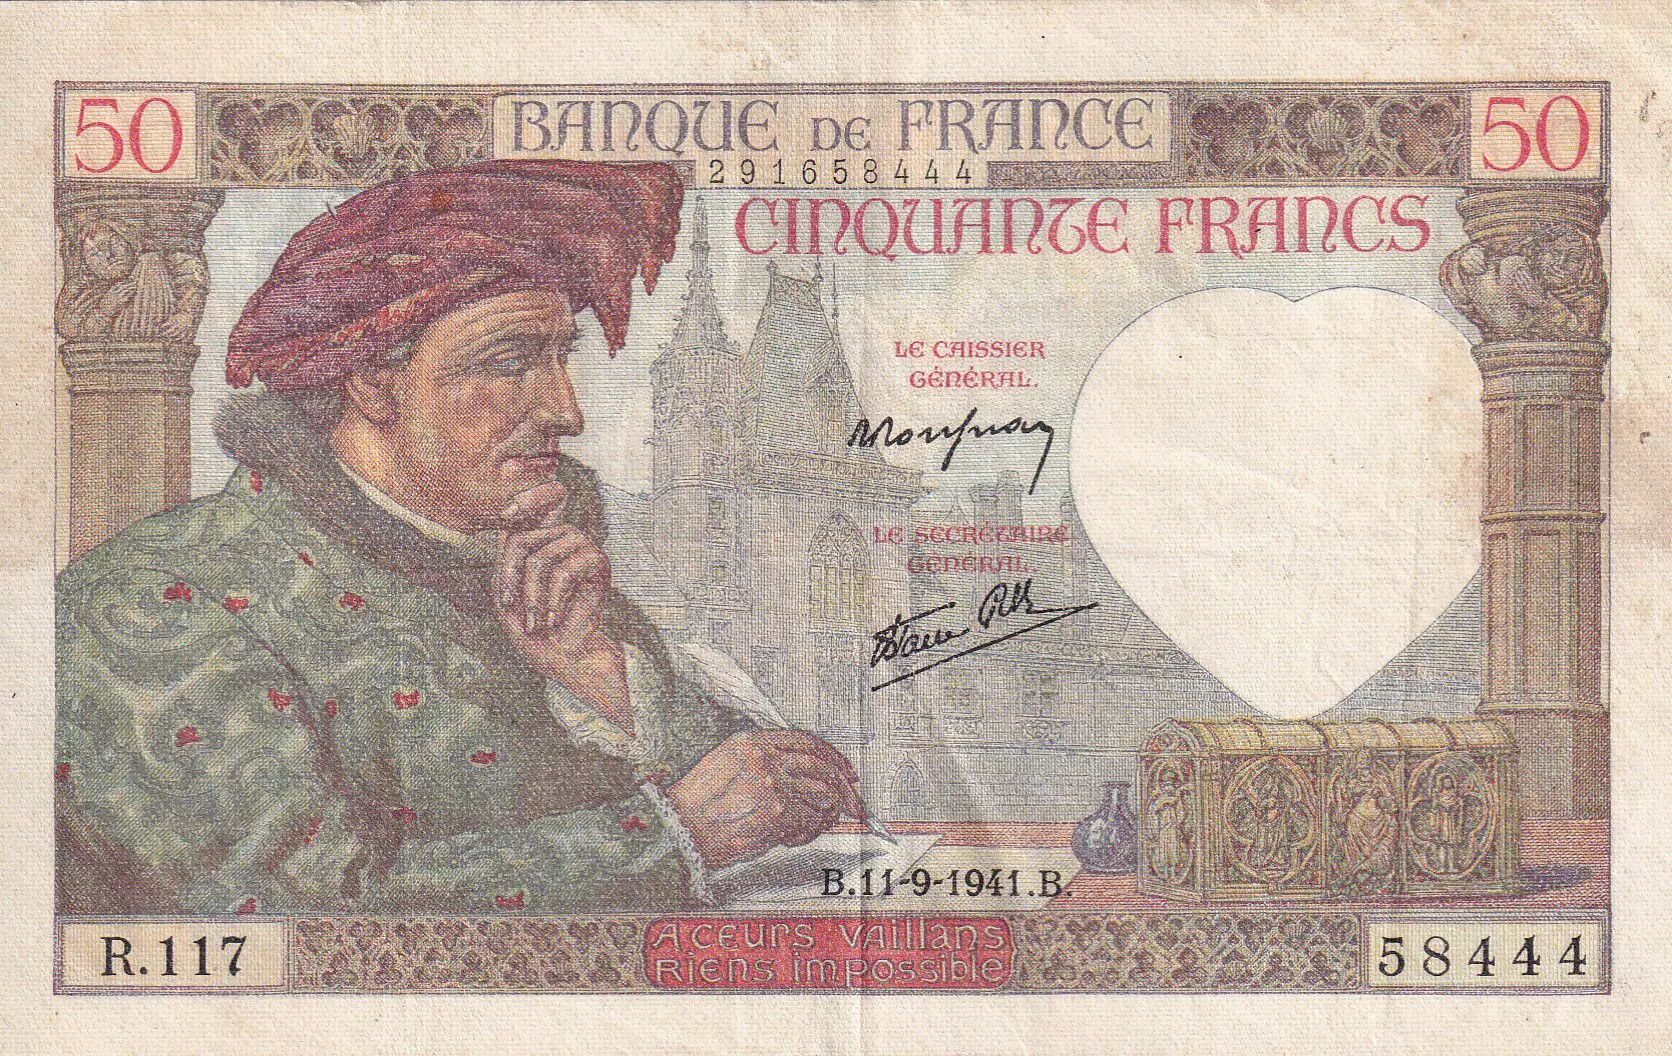 50 BANQUE DE FRANCE 50
291658444
CINQUANTE FRANCS
LE CAISSIER
GÉNÉRAL.
LE SECRÉTAIRE
GÉNÉRAL.
B.11-9-1941.B.
R.117
A CEURS VAILLANS
RIENS IMPOSSIBLE
58444